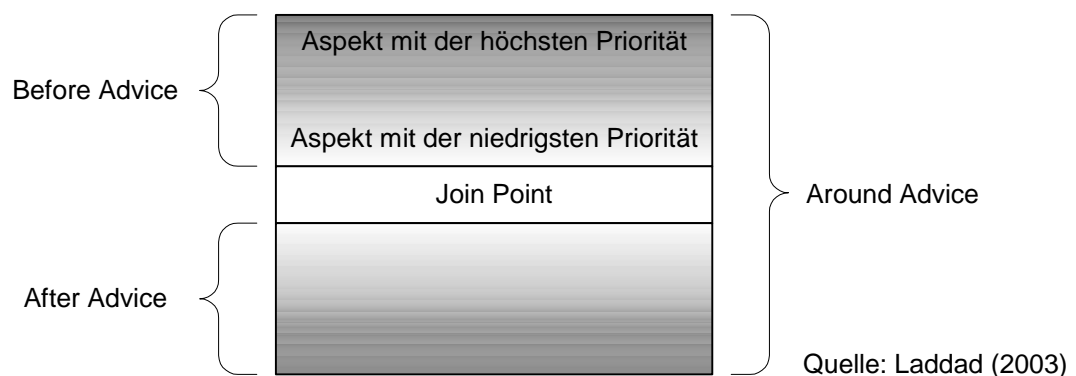 Aspekt mit der höchsten Priorität
Before Advice
Aspekt mit der niedrigsten Priorität
Join Point
Around Advice
After Advice
Quelle: Laddad (2003)